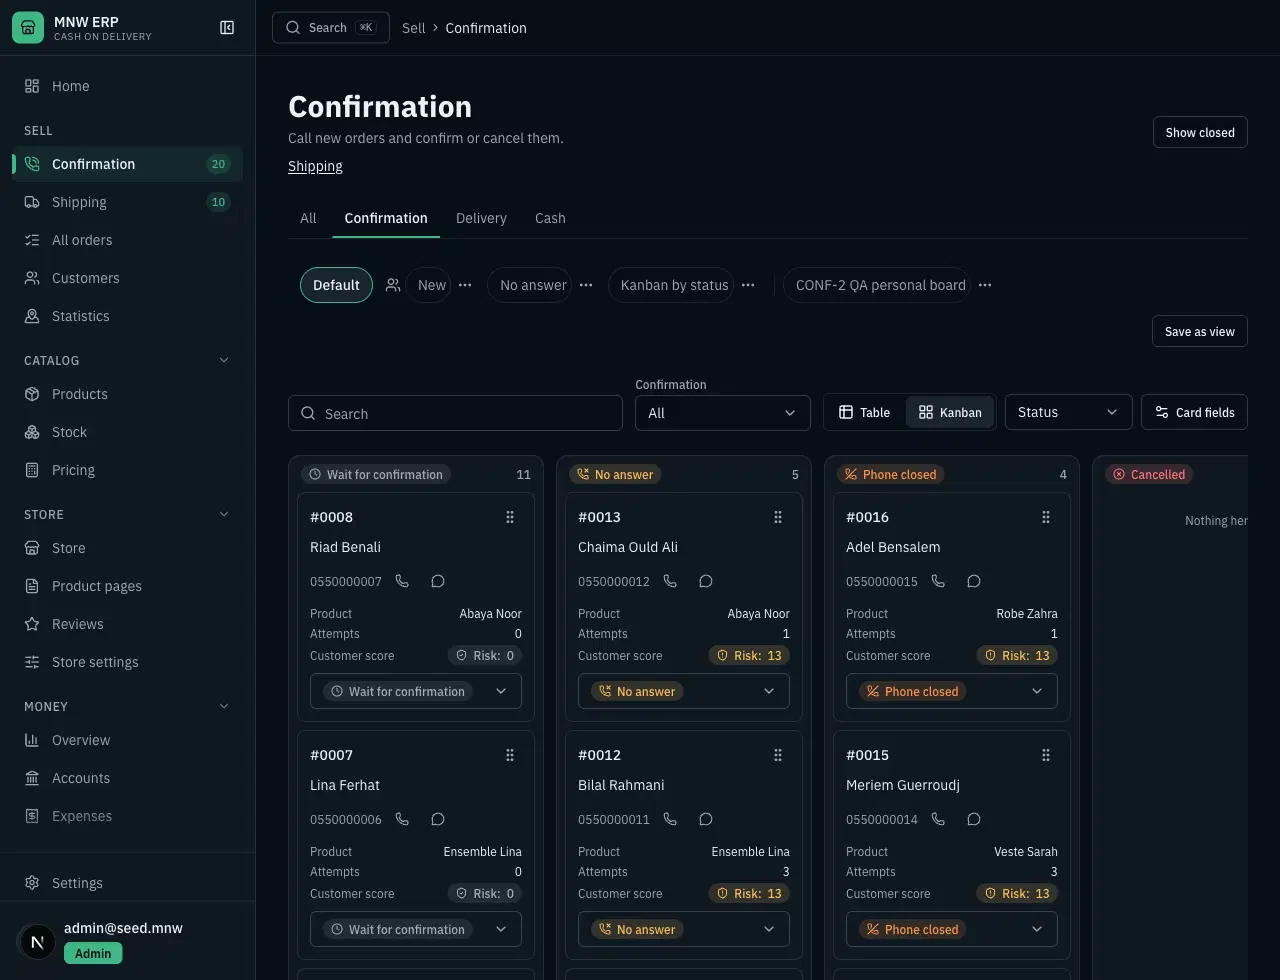 MNW ERP
CASH ON DELIVERY
Search ⌘K
Sell > Confirmation
Home
SELL
Confirmation 20
Shipping 10
All orders
Customers
Statistics
CATALOG
Products
Stock
Pricing
STORE
Store
Product pages
Reviews
Store settings
MONEY
Overview
Accounts
Expenses
Settings
N
admin@seed.mnw
Admin
Confirmation
Call new orders and confirm or cancel them.
Shipping
Show closed
All Confirmation Delivery Cash
Default New ··· No answer ··· Kanban by status ··· CONF-2 QA personal board ···
Save as view
Confirmation
Search All Table Kanban Status Card fields
Wait for confirmation 11
#0008
Riad Benali
0550000007
Product Abaya Noor
Attempts 0
Customer score Risk: 0
Wait for confirmation
#0007
Lina Ferhat
0550000006
Product Ensemble Lina
Attempts 0
Customer score Risk: 0
Wait for confirmation
No answer 5
#0013
Chaima Ould Ali
0550000012
Product Abaya Noor
Attempts 1
Customer score Risk: 13
No answer
#0012
Bilal Rahmani
0550000011
Product Ensemble Lina
Attempts 3
Customer score Risk: 13
No answer
Phone closed 4
#0016
Adel Bensalem
0550000015
Product Robe Zahra
Attempts 1
Customer score Risk: 13
Phone closed
#0015
Meriem Guerroudj
0550000014
Product Veste Sarah
Attempts 3
Customer score Risk: 13
Phone closed
Cancelled
Nothing her